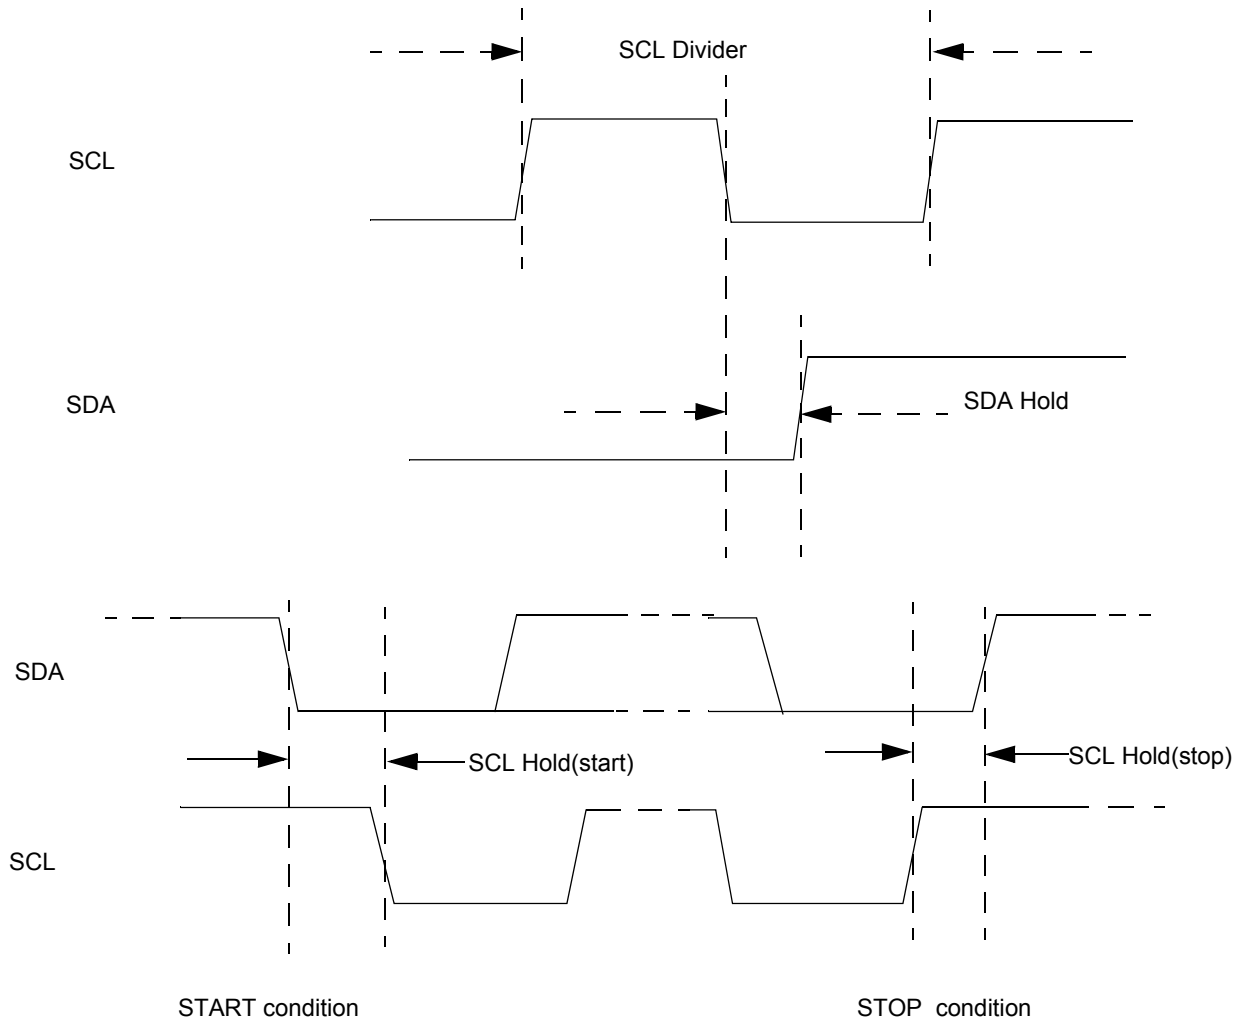 SCL Divider
SCL
SDA
SDA Hold
SDA
SCL Hold(start)
SCL Hold(stop)
SCL
START condition
STOP condition